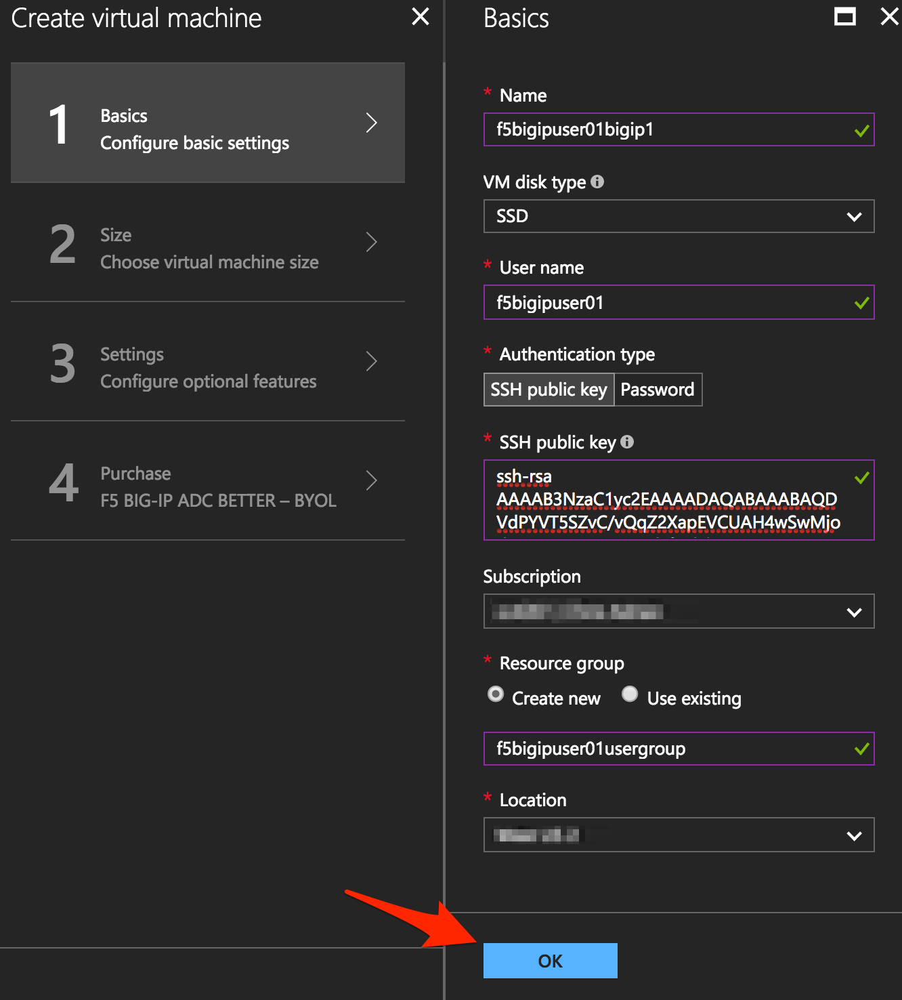 Create virtual machine
1
Basics
Configure basic settings
2
Size
Choose virtual machine size
3
Settings
Configure optional features
4
Purchase
F5 BIG-IP ADC BETTER – BYOL
Basics
* Name
f5bigipuser01bigip1
VM disk type
SSD
* User name
f5bigipuser01
* Authentication type
SSH public key Password
* SSH public key
ssh-rsa
AAAAB3NzaC1yc2EAAAADAQABAAABAQD
VdPYVT5SZvC/vQqZ2XapEVCUAH4wSwMjo
Subscription
* Resource group
Create new Use existing
f5bigipuser01usergroup
* Location
OK